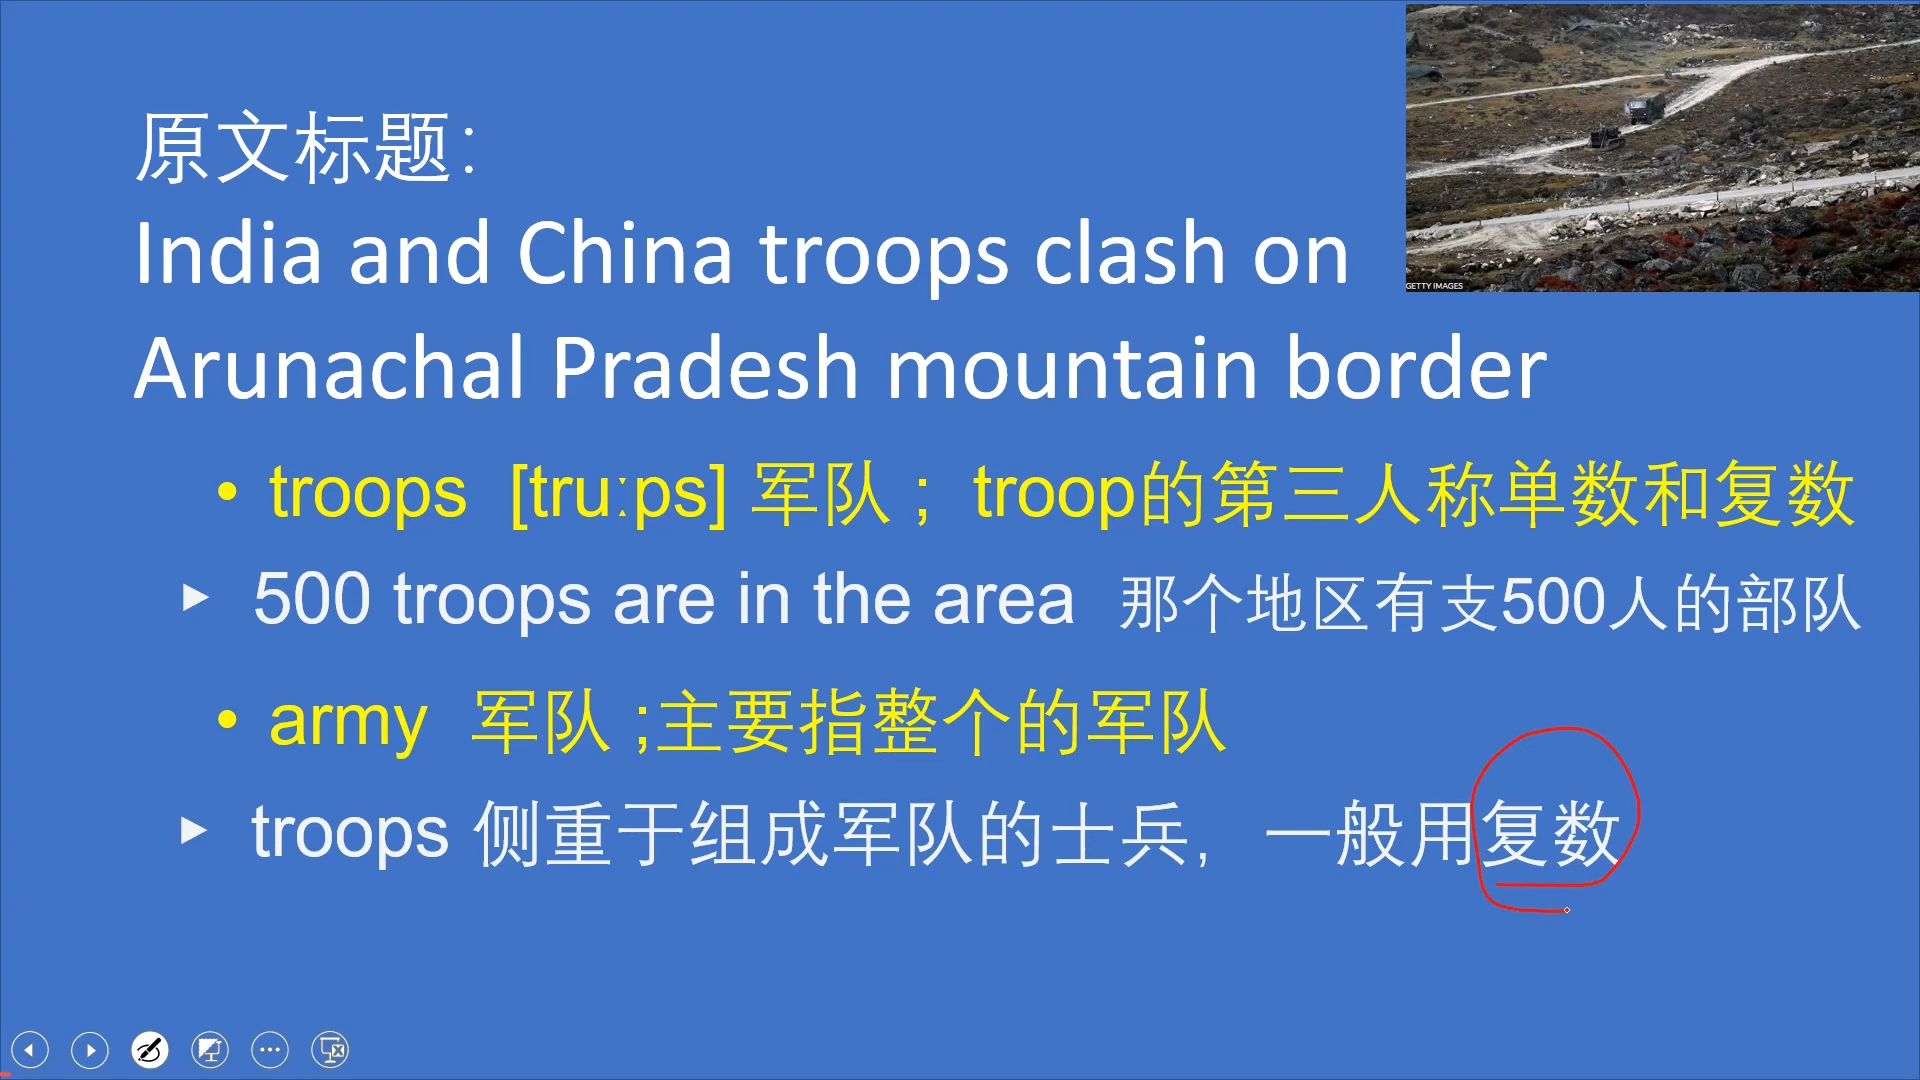 原文标题：
India and China troops clash on
Arunachal Pradesh mountain border
GETTY IMAGES
• troops [truːps] 军队； troop的第三人称单数和复数
► 500 troops are in the area 那个地区有支500人的部队
• army 军队 ;主要指整个的军队
► troops 侧重于组成军队的士兵，一般用复数